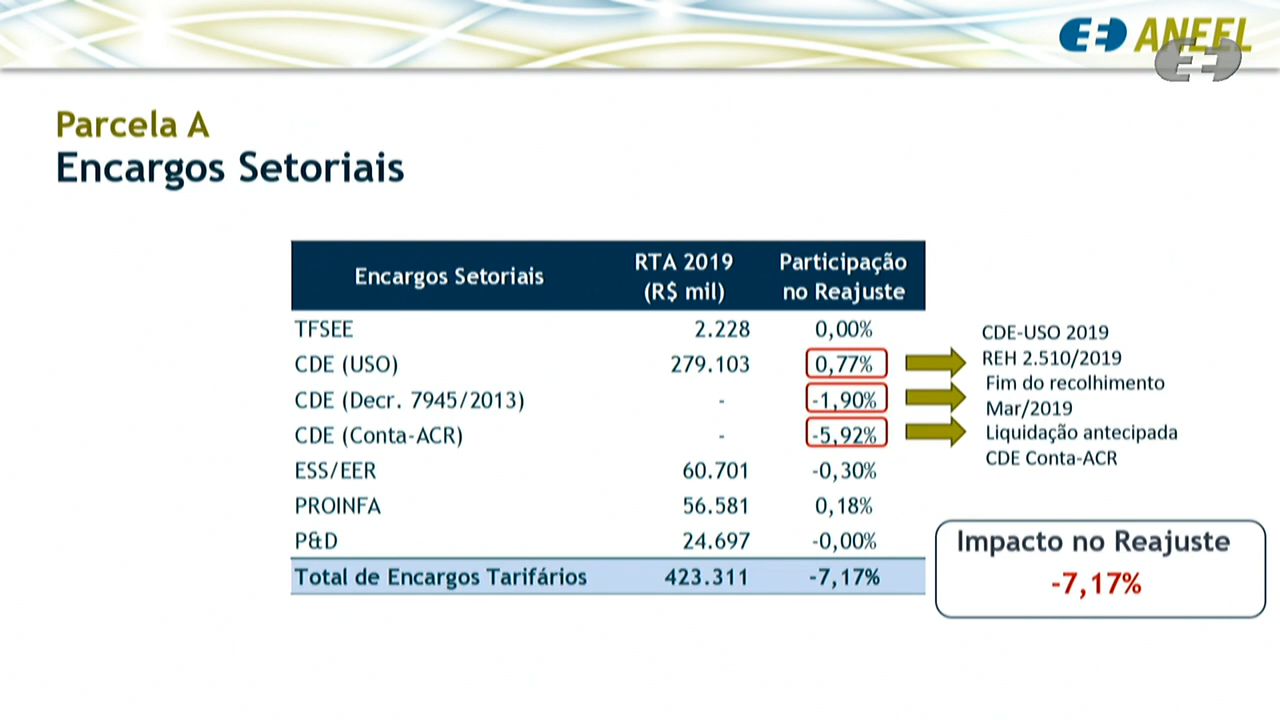 ANEEL
Parcela A
Encargos Setoriais
Encargos Setoriais RTA 2019 (R$ mil) Participação no Reajuste
TFSEE 2.228 0,00%
CDE (USO) 279.103 0,77%
CDE (Decr. 7945/2013) - -1,90%
CDE (Conta-ACR) - -5,92%
ESS/EER 60.701 -0,30%
PROINFA 56.581 0,18%
P&D 24.697 -0,00%
Total de Encargos Tarifários 423.311 -7,17%
CDE-USO 2019
REH 2.510/2019
Fim do recolhimento
Mar/2019
Liquidação antecipada
CDE Conta-ACR
Impacto no Reajuste
-7,17%